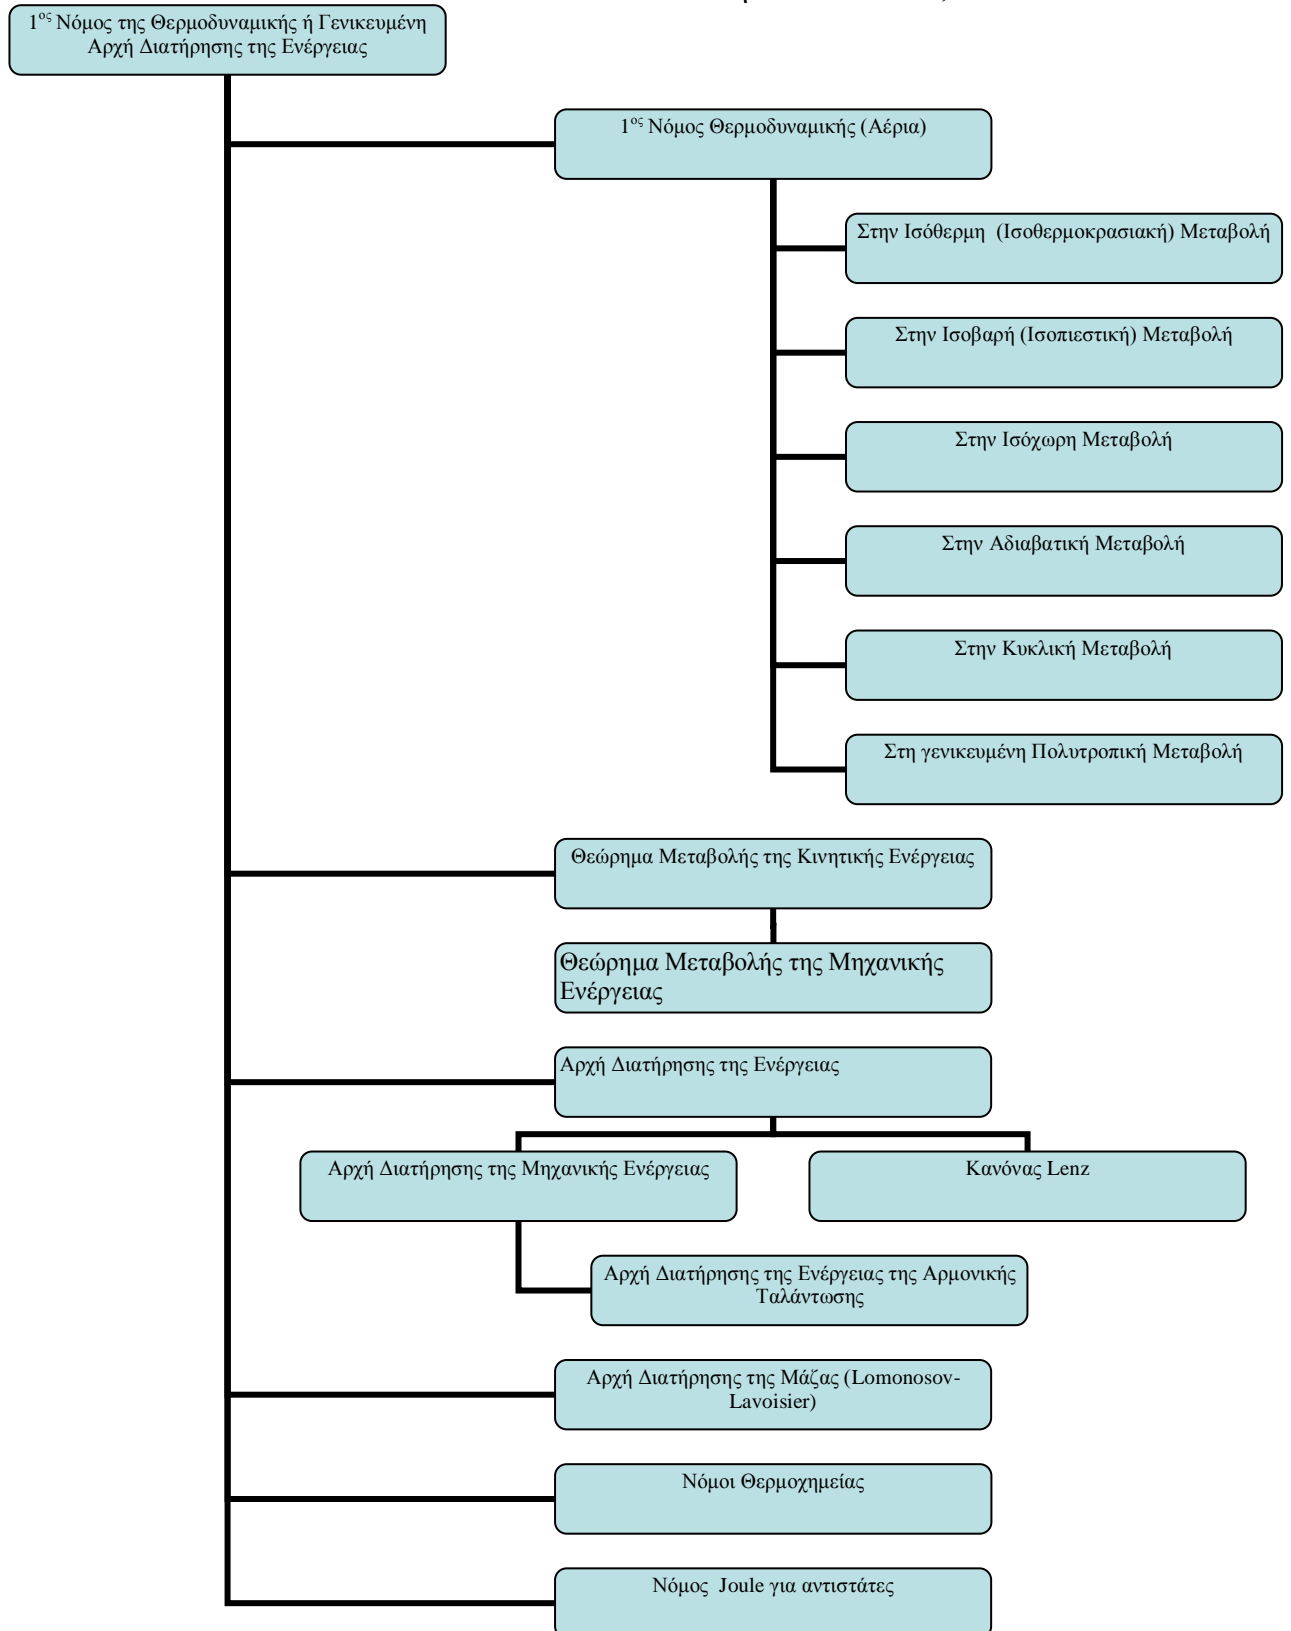 1ος Νόμος της Θερμοδυναμικής ή Γενικευμένη
Αρχή Διατήρησης της Ενέργειας
1ος Νόμος Θερμοδυναμικής (Αέρια)
Στην Ισόθερμη (Ισοθερμοκρασιακή) Μεταβολή
Στην Ισοβαρή (Ισοπιεστική) Μεταβολή
Στην Ισόχωρη Μεταβολή
Στην Αδιαβατική Μεταβολή
Στην Κυκλική Μεταβολή
Στη γενικευμένη Πολυτροπική Μεταβολή
Θεώρημα Μεταβολής της Κινητικής Ενέργειας
Θεώρημα Μεταβολής της Μηχανικής
Ενέργειας
Αρχή Διατήρησης της Ενέργειας
Αρχή Διατήρησης της Μηχανικής Ενέργειας
Κανόνας Lenz
Αρχή Διατήρησης της Ενέργειας της Αρμονικής
Ταλάντωσης
Αρχή Διατήρησης της Μάζας (Lomonosov-
Lavoisier)
Νόμοι Θερμοχημείας
Νόμος Joule για αντιστάτες